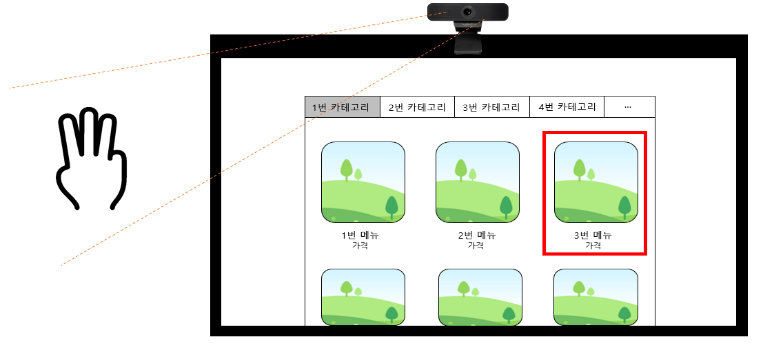 1번 카테고리 2번 카테고리 3번 카테고리 4번 카테고리 ...
1번 메뉴 2번 메뉴 3번 메뉴
가격 가격 가격